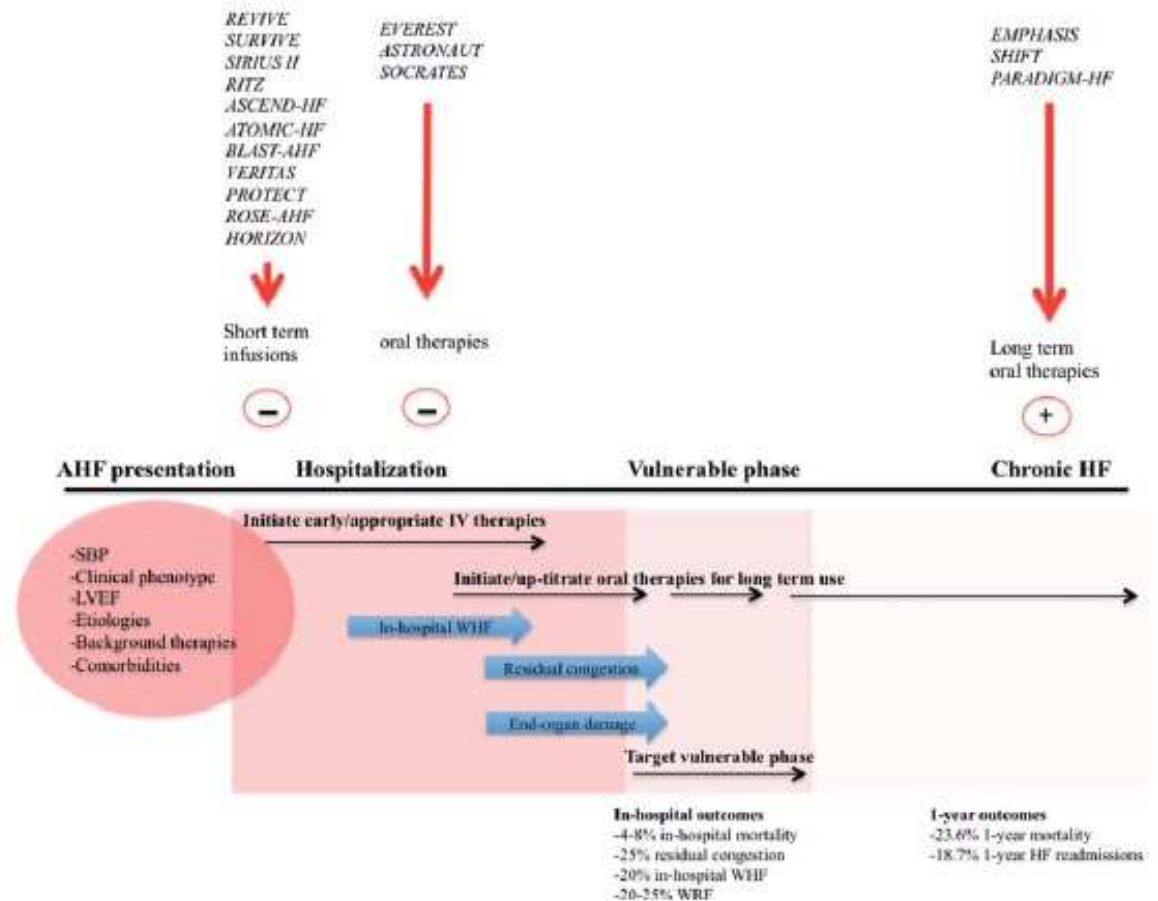 REVIVE
SURVIVE
SIRIUS II
RITZ
ASCEND-HF
ATOMIC-HF
BLAST-AHF
VERITAS
PROTECT
ROSE-AHF
HORIZON
EVEREST
ASTRONAUT
SOCRATES
EMPHASIS
SHIFT
PARADIGM-HF
Short term
infusions
oral therapies
Long term
oral therapies
–
–
+
AHF presentation
Hospitalization
Vulnerable phase
Chronic HF
Initiate early/appropriate IV therapies
-SBP
-Clinical phenotype
-LVEF
-Etiologies
-Background therapies
-Comorbidities
Initiate/up-titrate oral therapies for long term use
In-hospital WHF
Residual congestion
End-organ damage
Target vulnerable phase
In-hospital outcomes
-4-8% in-hospital mortality
-25% residual congestion
-20% in-hospital WHF
-20-25% WRF
1-year outcomes
-23.6% 1-year mortality
-18.7% 1-year HF readmissions